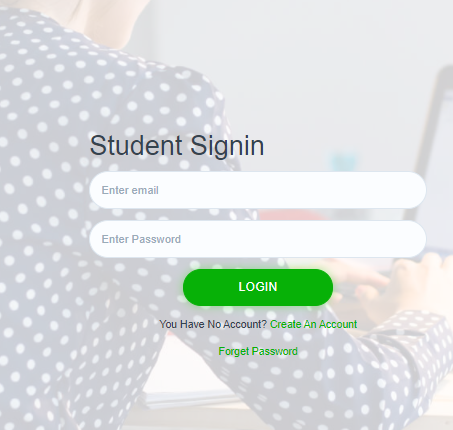 Student Signin
Enter email
Enter Password
LOGIN
You Have No Account? Create An Account
Forget Password